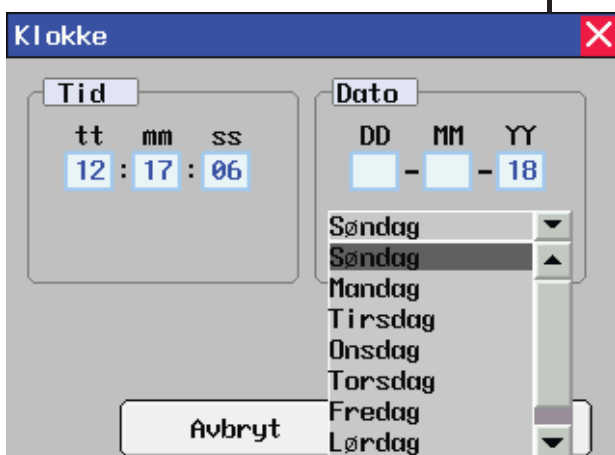 Klokke
Tid
tt mm ss
12 : 17 : 06
Dato
DD MM YY
- - 18
Søndag
Søndag
Mandag
Tirsdag
Onsdag
Torsdag
Fredag
Lørdag
Avbryt